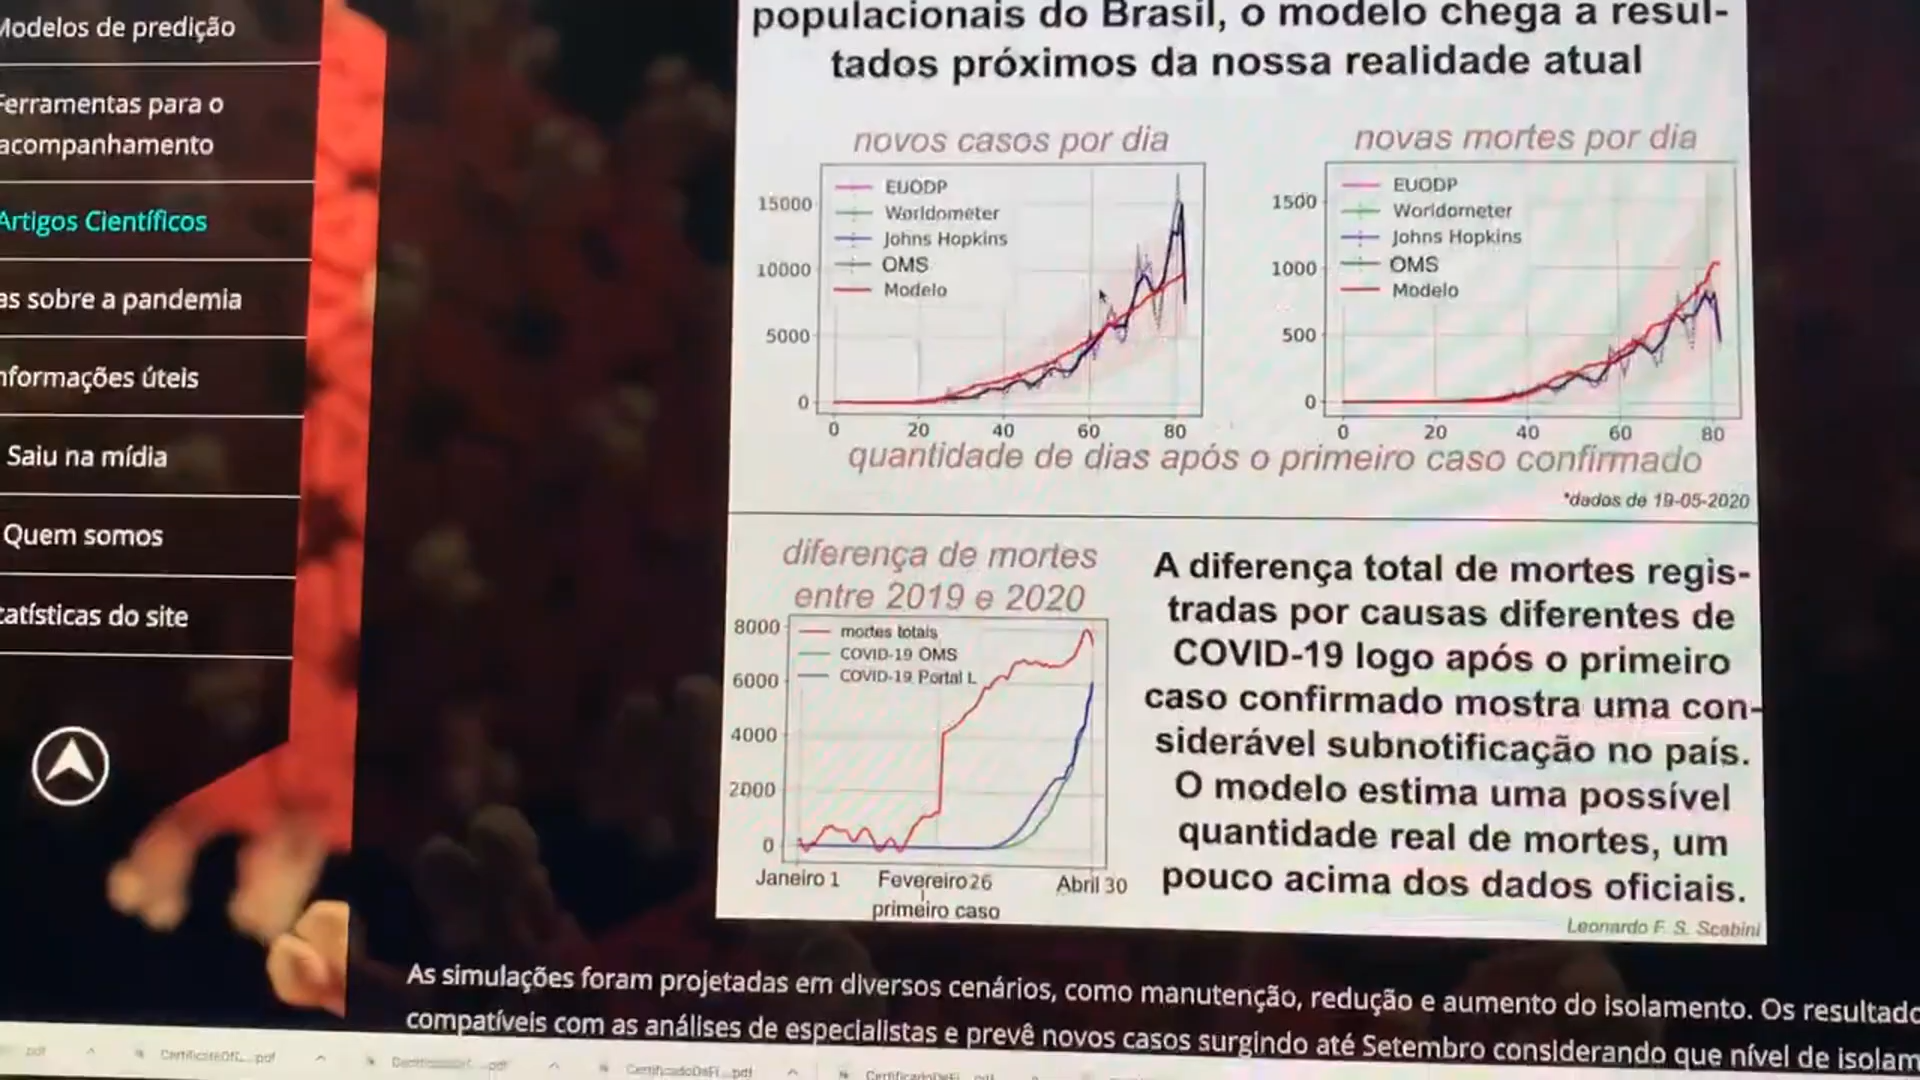 Modelos de predição
Ferramentas para o
acompanhamento
Artigos Científicos
as sobre a pandemia
nformações úteis
Saiu na mídia
Quem somos
tatísticas do site
populacionais do Brasil, o modelo chega a resul-
tados próximos da nossa realidade atual
novos casos por dia
EUODP
Worldometer
Johns Hopkins
OMS
Modelo
15000
10000
5000
0
0 20 40 60 80
novas mortes por dia
EUODP
Worldometer
Johns Hopkins
OMS
Modelo
1500
1000
500
0
0 20 40 60 80
quantidade de dias após o primeiro caso confirmado
*dados de 19-05-2020
diferença de mortes
entre 2019 e 2020
mortes totais
COVID-19 OMS
COVID-19 Portal L
8000
6000
4000
2000
0
Janeiro 1 Fevereiro 26 Abril 30
primeiro caso
A diferença total de mortes regis-
tradas por causas diferentes de
COVID-19 logo após o primeiro
caso confirmado mostra uma con-
siderável subnotificação no país.
O modelo estima uma possível
quantidade real de mortes, um
pouco acima dos dados oficiais.
Leonardo F. S. Scabini
As simulações foram projetadas em diversos cenários, como manutenção, redução e aumento do isolamento. Os resultado
compatíveis com as análises de especialistas e prevê novos casos surgindo até Setembro considerando que nível de isolam
pdf